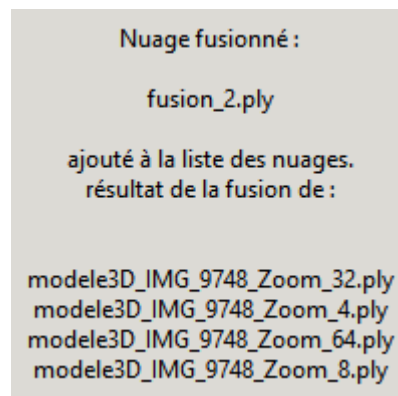 Nuage fusionné :
fusion_2.ply
ajouté à la liste des nuages.
résultat de la fusion de :
modele3D_IMG_9748_Zoom_32.ply
modele3D_IMG_9748_Zoom_4.ply
modele3D_IMG_9748_Zoom_64.ply
modele3D_IMG_9748_Zoom_8.ply